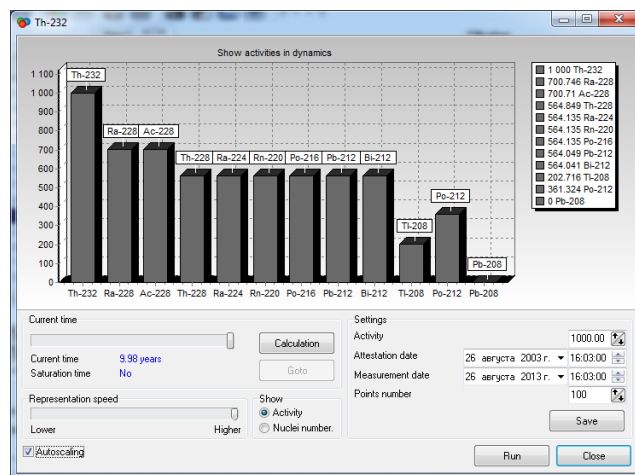 Th-232
Show activities in dynamics
1 100
1 000
900
800
700
600
500
400
300
200
100
0
Th-232
Ra-228
Ac-228
Th-228
Ra-224
Rn-220
Po-216
Pb-212
Bi-212
Tl-208
Po-212
Pb-208
Th-232 Ra-228 Ac-228 Th-228 Ra-224 Rn-220 Po-216 Pb-212 Bi-212 Tl-208 Po-212 Pb-208
1 000 Th-232
700.746 Ra-228
700.71 Ac-228
564.849 Th-228
564.135 Ra-224
564.135 Rn-220
564.135 Po-216
564.049 Pb-212
564.041 Bi-212
202.716 Tl-208
361.324 Po-212
0 Pb-208
Current time
Calculation
Current time 9.98 years
Saturation time No
Goto
Representation speed
Lower Higher
Show
Activity
Nuclei number.
Settings
Activity 1000.00
Attestation date 26 августа 2003 г. 16:03:00
Measurement date 26 августа 2013 г. 16:03:00
Points number 100
Save
Autoscaling
Run
Close